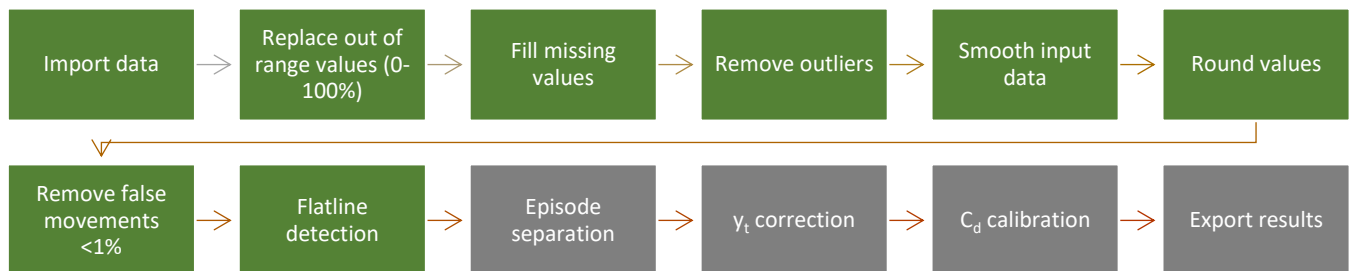 Import data
Replace out of
range values (0-
100%)
Fill missing
values
Remove outliers
Smooth input
data
Round values
Remove false
movements
<1%
Flatline
detection
Episode
separation
yₜ correction
C_d calibration
Export results